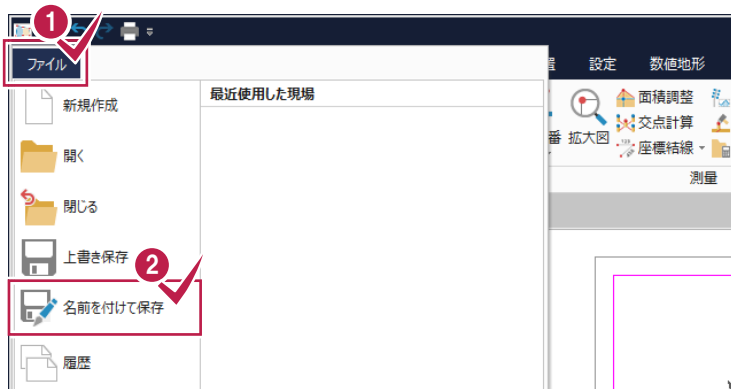 1
ファイル
設定
数値地形
新規作成
最近使用した現場
開く
閉じる
上書き保存
2
名前を付けて保存
履歴
番
拡大図
面積調整
交点計算
座標結線
測量